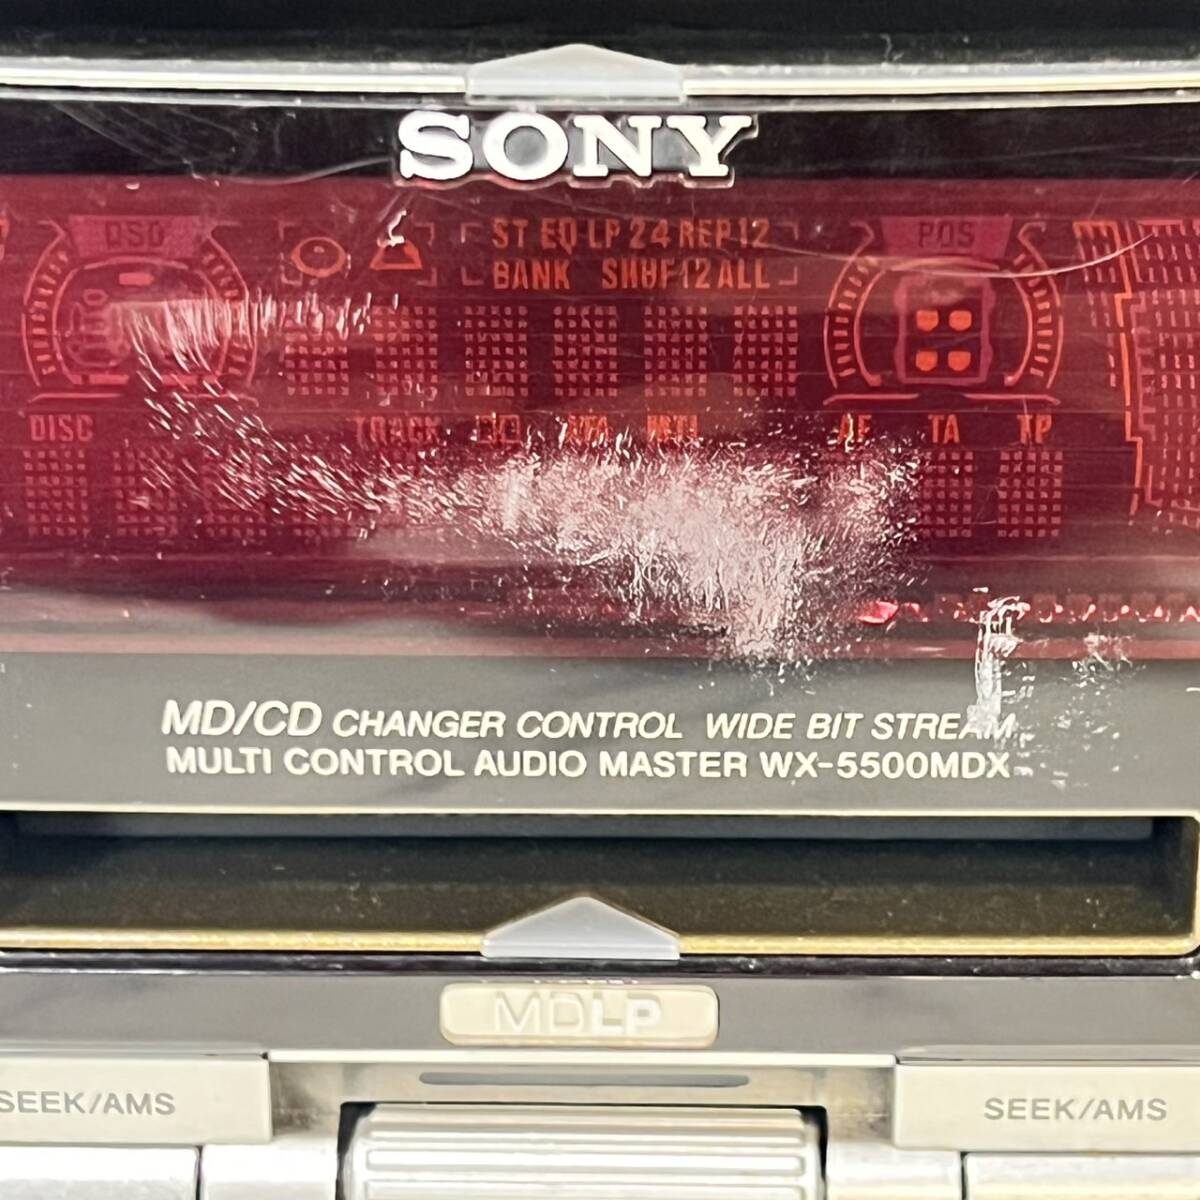 SONY
DSO
ST EQ LP 24 REP 12
POS
BANK SHUF 12 ALL
DISC TRACK AF TA TP
MD/CD CHANGER CONTROL WIDE BIT STREAM
MULTI CONTROL AUDIO MASTER WX-5500MDX
MDLP
SEEK/AMS SEEK/AMS